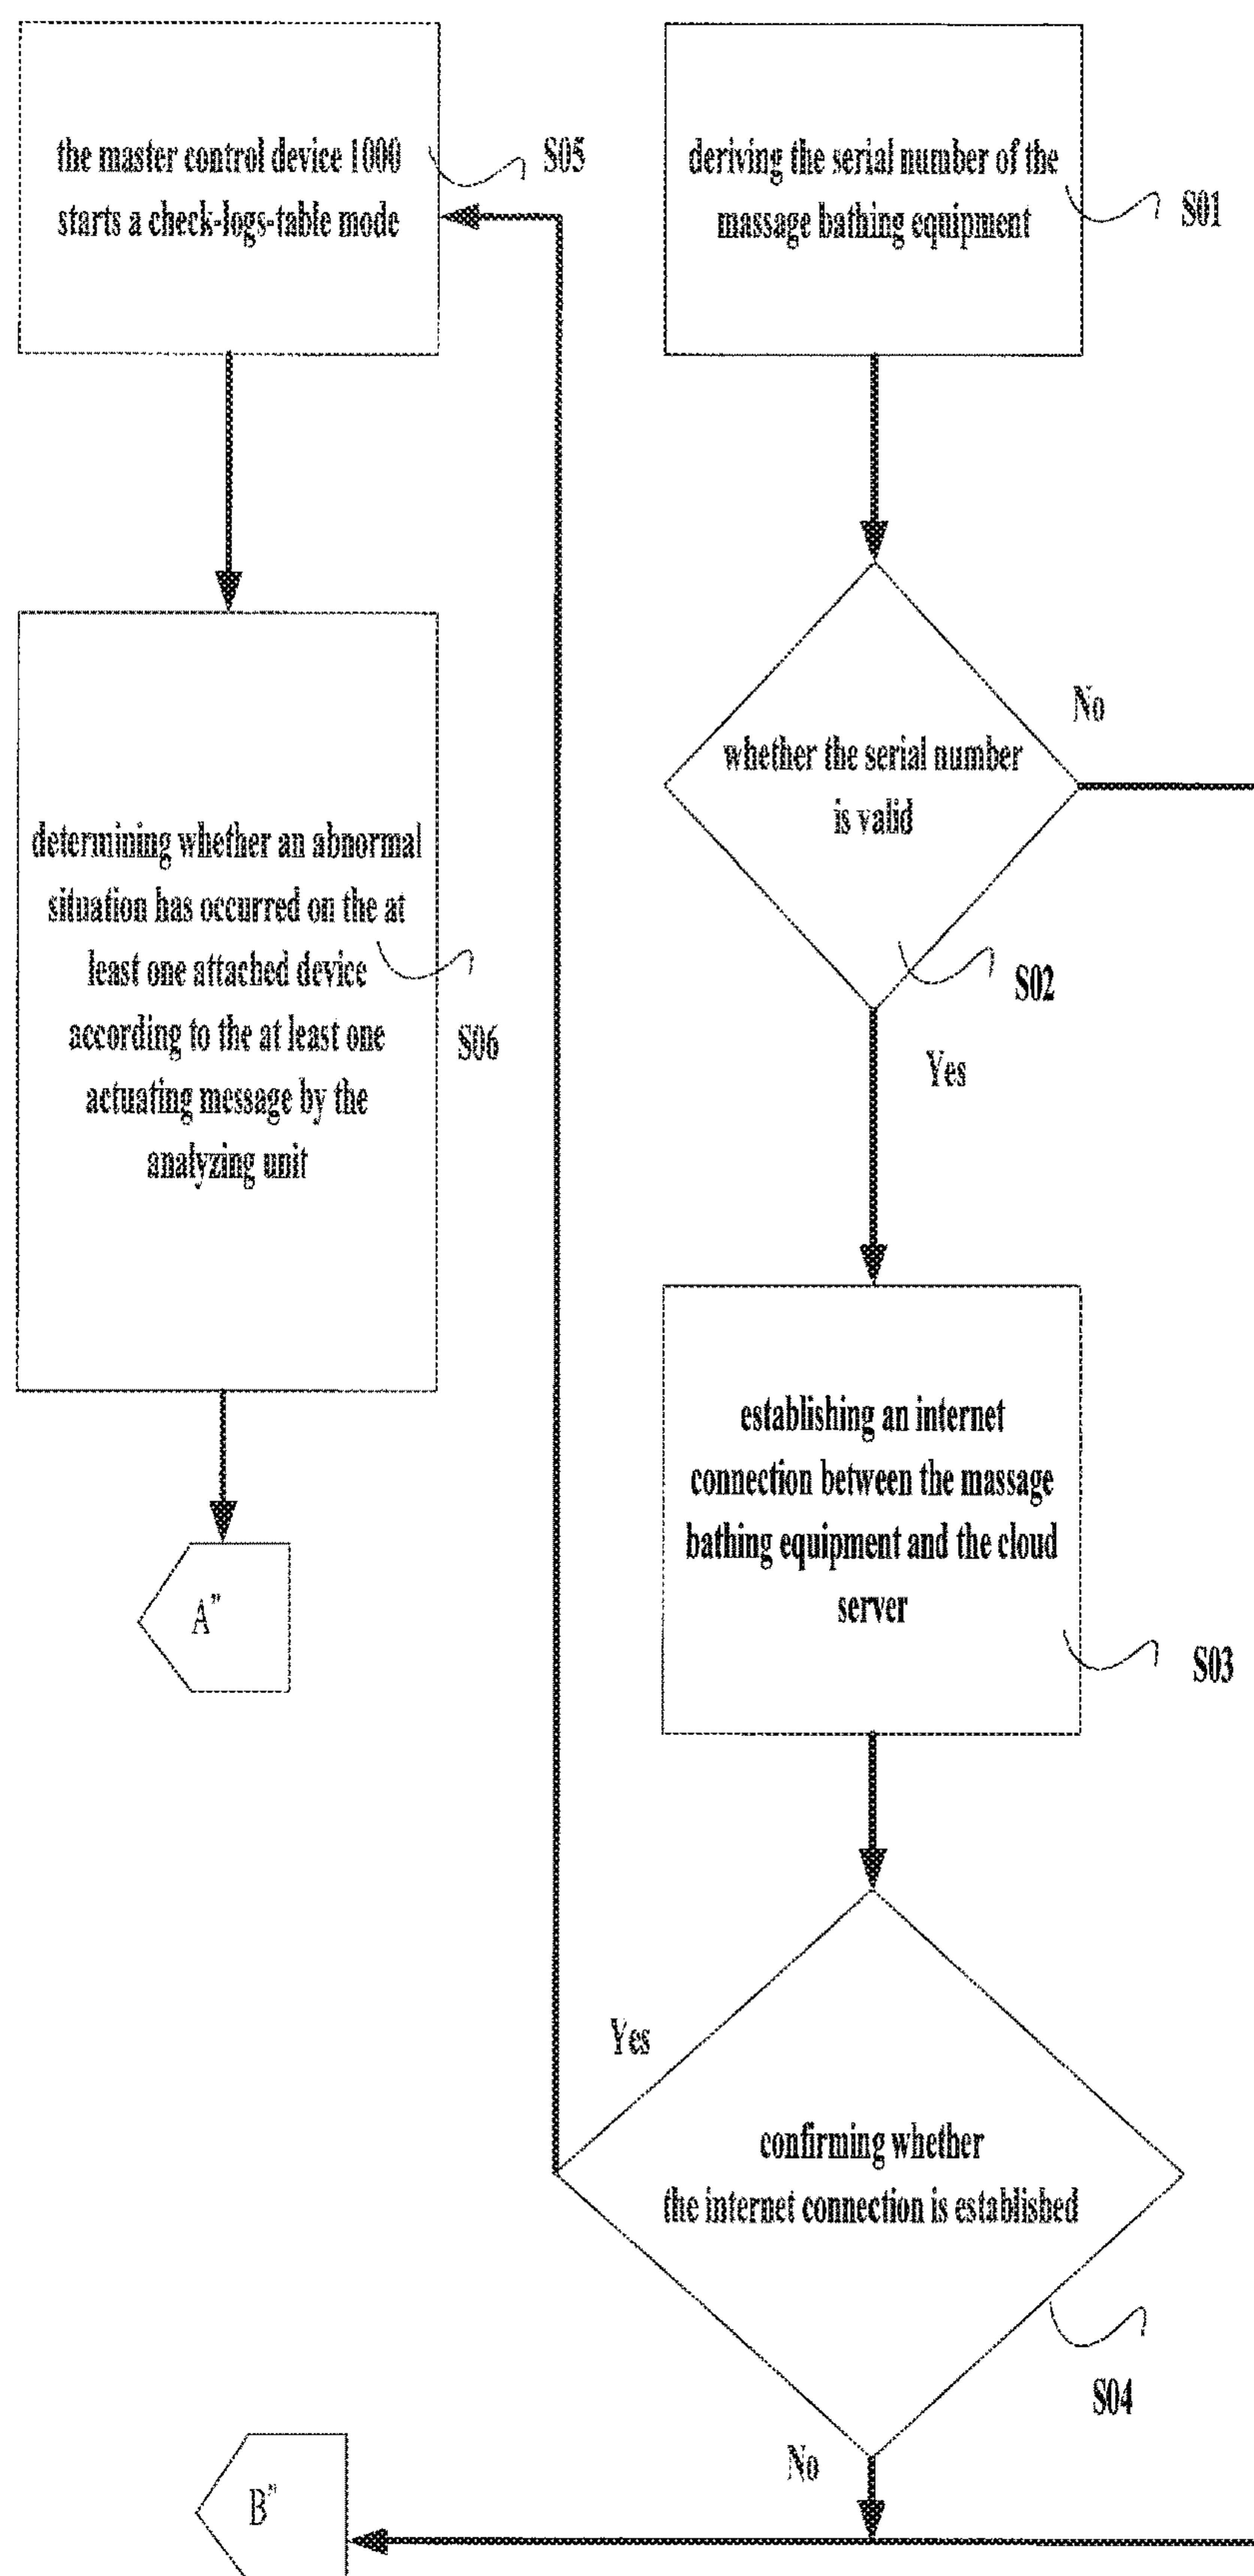 the master control device 1000
starts a check-logs-table mode
S05
deriving the serial number of the
massage bathing equipment
S01
whether the serial number
is valid
No
S02
Yes
determining whether an abnormal
situation has occurred on the at
least one attached device
according to the at least one
actuating message by the
analyzing unit
S06
establishing an internet
connection between the massage
bathing equipment and the cloud
server
S03
A”
Yes
confirming whether
the internet connection is established
S04
No
B”